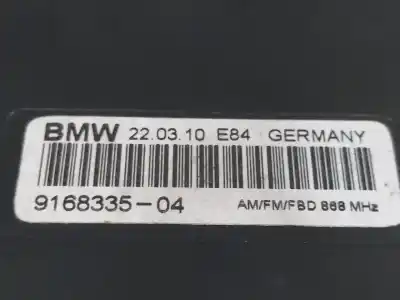 BMW 22.03.10 E84 GERMANY
9168335-04 AM/FM/FBD 868 MHz